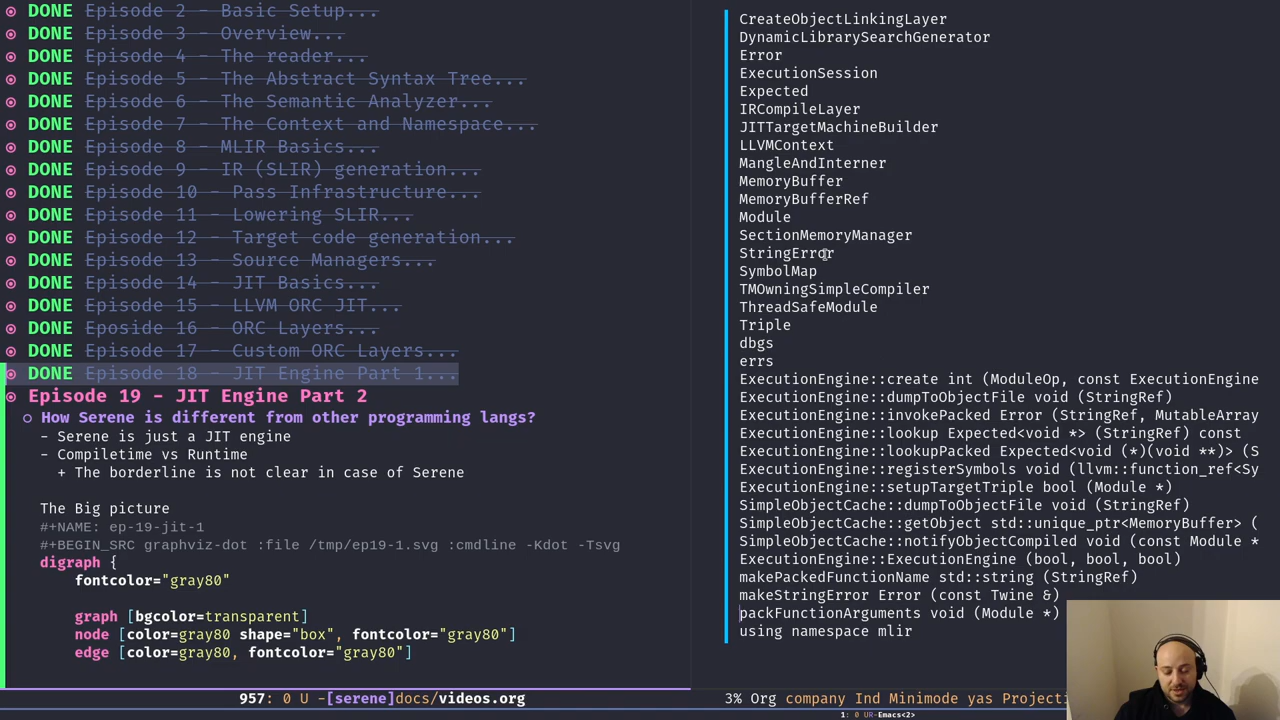 DONE Episode 2 - Basic Setup...
DONE Episode 3 - Overview...
DONE Episode 4 - The reader...
DONE Episode 5 - The Abstract Syntax Tree...
DONE Episode 6 - The Semantic Analyzer...
DONE Episode 7 - The Context and Namespace...
DONE Episode 8 - MLIR Basics...
DONE Episode 9 - IR (SLIR) generation...
DONE Episode 10 - Pass Infrastructure...
DONE Episode 11 - Lowering SLIR...
DONE Episode 12 - Target code generation...
DONE Episode 13 - Source Managers...
DONE Episode 14 - JIT Basics...
DONE Episode 15 - LLVM ORC JIT...
DONE Eposide 16 - ORC Layers...
DONE Episode 17 - Custom ORC Layers...
DONE Episode 18 - JIT Engine Part 1...
Episode 19 - JIT Engine Part 2
How Serene is different from other programming langs?
- Serene is just a JIT engine
- Compiletime vs Runtime
+ The borderline is not clear in case of Serene
The Big picture
#+NAME: ep-19-jit-1
#+BEGIN_SRC graphviz-dot :file /tmp/ep19-1.svg :cmdline -Kdot -Tsvg
digraph {
fontcolor="gray80"
graph [bgcolor=transparent]
node [color=gray80 shape="box", fontcolor="gray80"]
edge [color=gray80, fontcolor="gray80"]
957: 0 U -[serene]docs/videos.org
CreateObjectLinkingLayer
DynamicLibrarySearchGenerator
Error
ExecutionSession
Expected
IRCompileLayer
JITTargetMachineBuilder
LLVMContext
MangleAndInterner
MemoryBuffer
MemoryBufferRef
Module
SectionMemoryManager
StringError
SymbolMap
TMOwningSimpleCompiler
ThreadSafeModule
Triple
dbgs
errs
ExecutionEngine::create int (ModuleOp, const ExecutionEngine
ExecutionEngine::dumpToObjectFile void (StringRef)
ExecutionEngine::invokePacked Error (StringRef, MutableArray
ExecutionEngine::lookup Expected<void *> (StringRef) const
ExecutionEngine::lookupPacked Expected<void (*)(void **)> (S
ExecutionEngine::registerSymbols void (llvm::function_ref<Sy
ExecutionEngine::setupTargetTriple bool (Module *)
SimpleObjectCache::dumpToObjectFile void (StringRef)
SimpleObjectCache::getObject std::unique_ptr<MemoryBuffer> (
SimpleObjectCache::notifyObjectCompiled void (const Module *
ExecutionEngine::ExecutionEngine (bool, bool, bool)
makePackedFunctionName std::string (StringRef)
makeStringError Error (const Twine &)
packFunctionArguments void (Module *)
using namespace mlir
3% Org company Ind Minimode yas Projecti
1: 0 UR-Emacs<2>